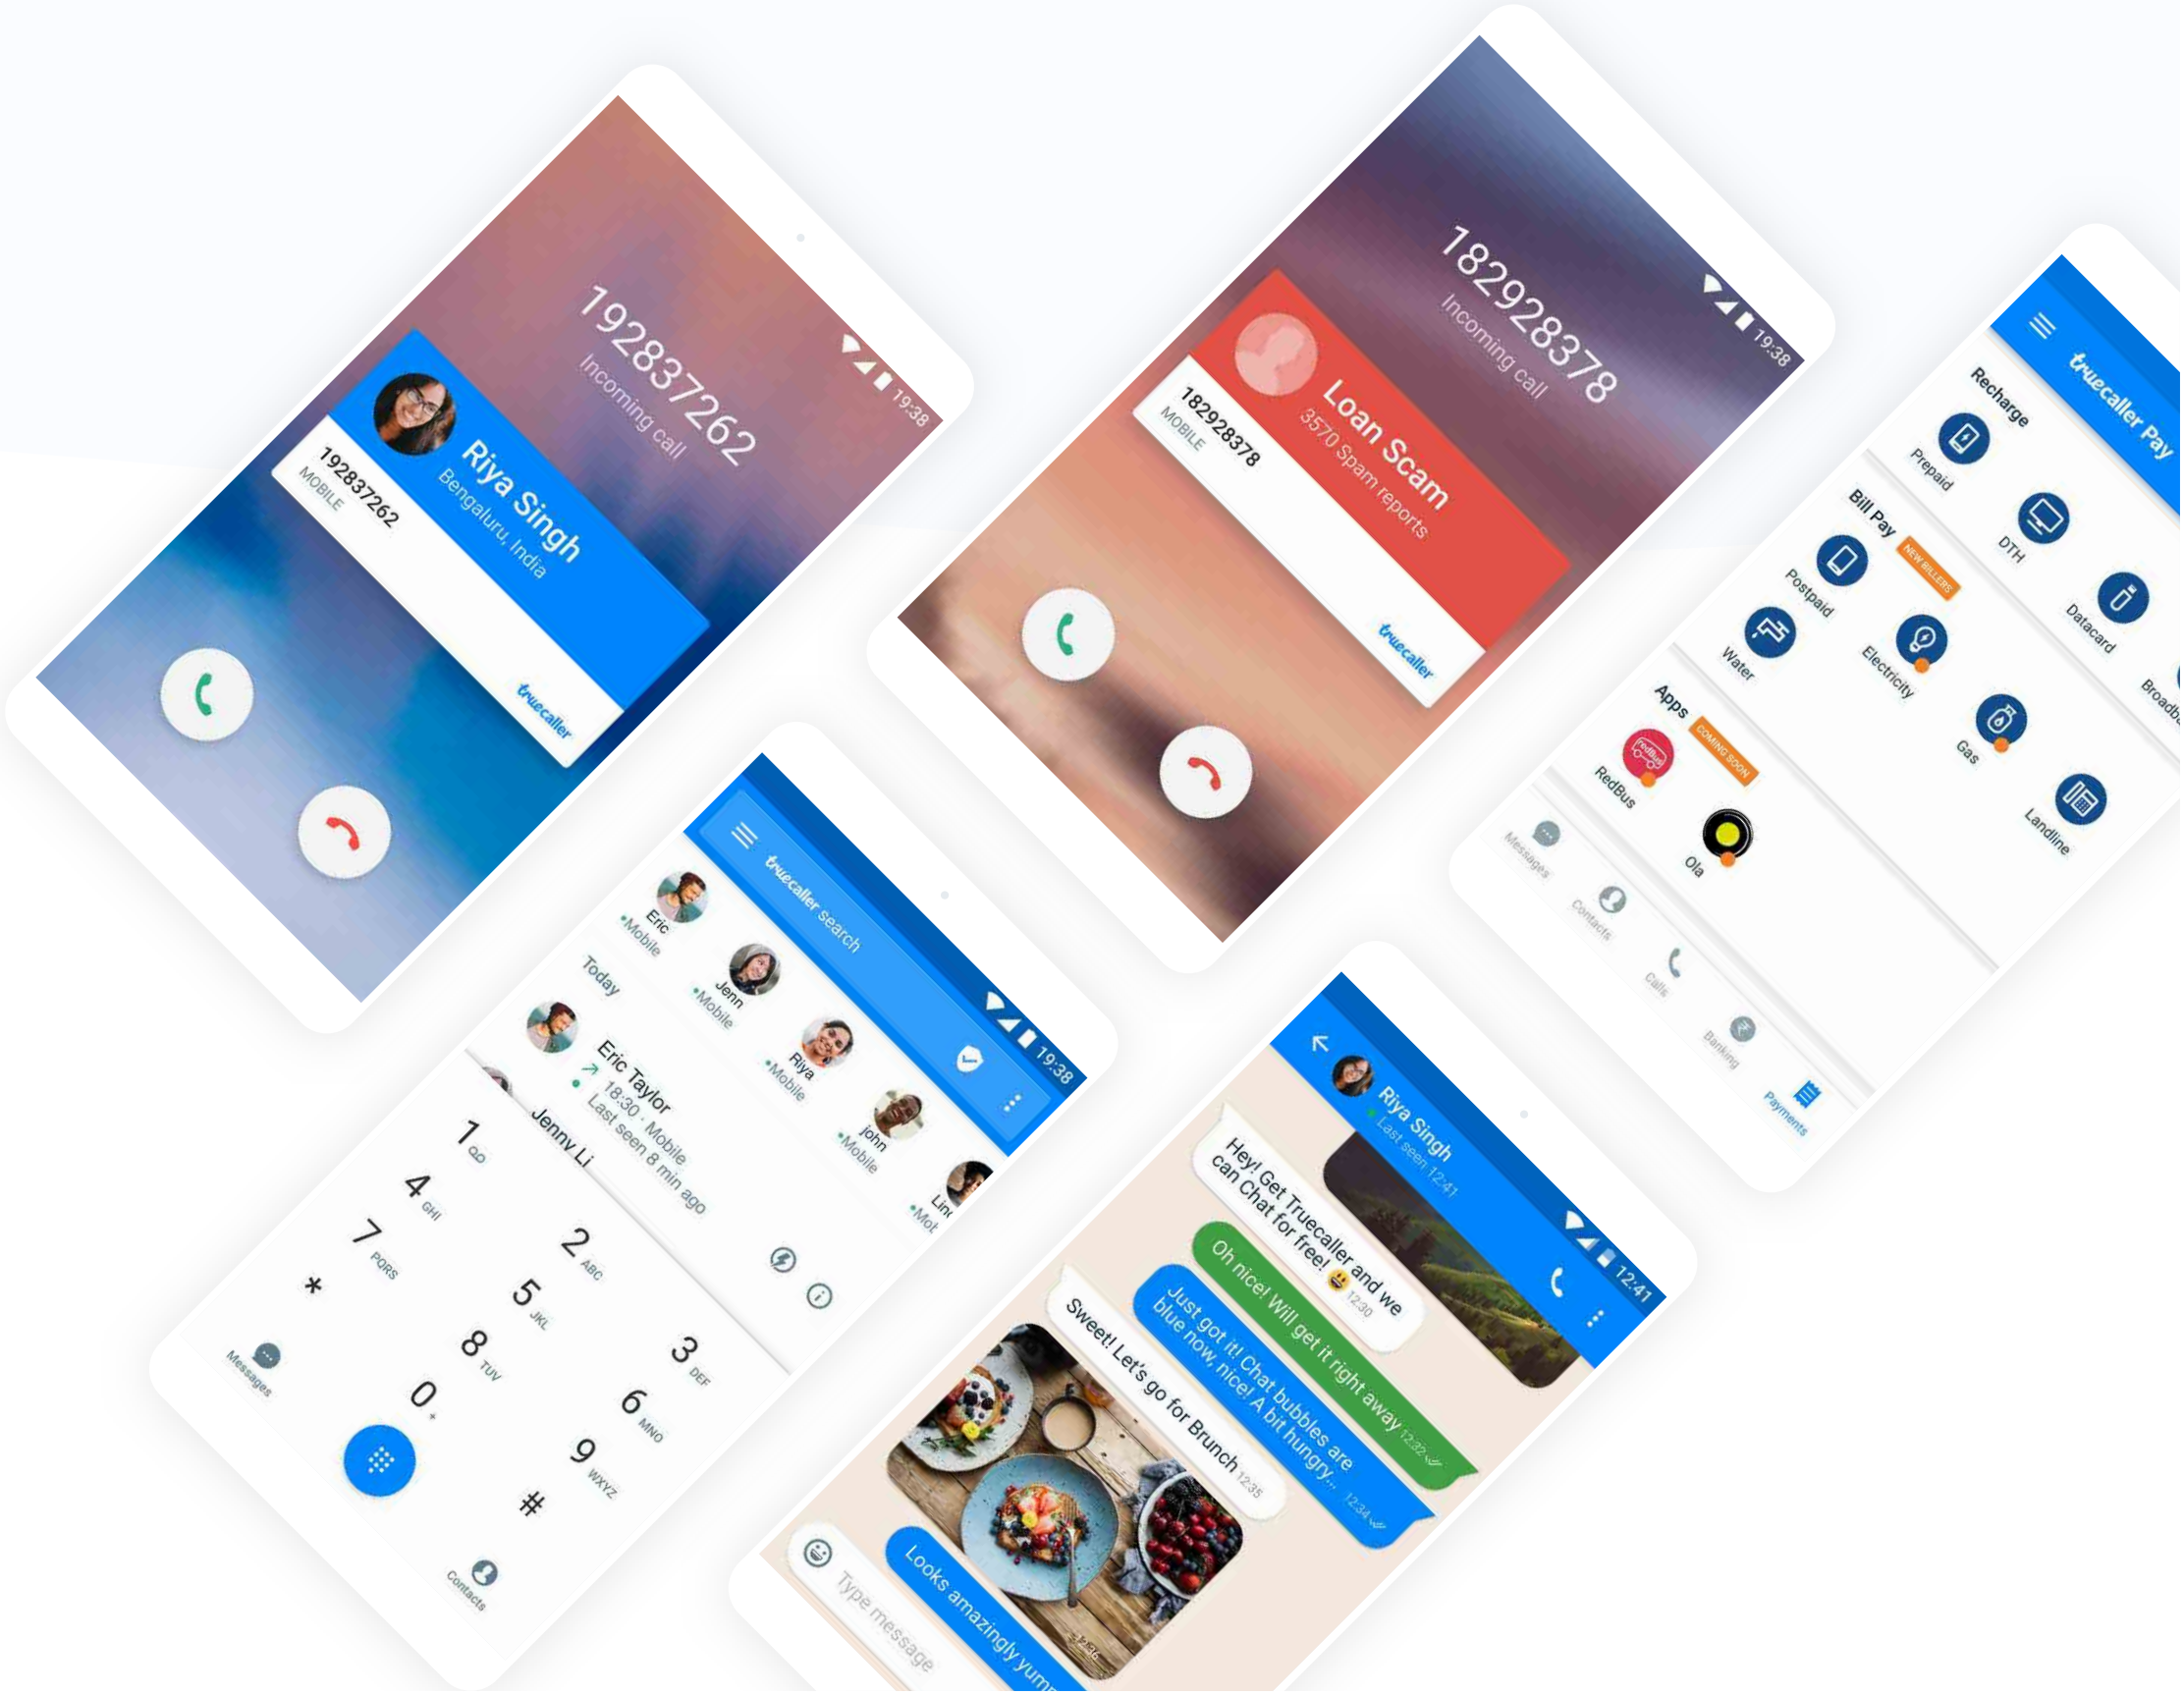 19:38
192837262
Incoming call
Riya Singh
Bengaluru, India
192837262
MOBILE
truecaller
19:38
182928378
Incoming call
Loan Scam
3570 Spam reports
182928378
MOBILE
truecaller
truecaller Pay
Recharge
Prepaid
DTH
Datacard
Broadb
Bill Pay
NEW BILLERS
Postpaid
Electricity
Gas
Landline
Water
Apps
COMING SOON
redBus
RedBus
Ola
Messages
Contacts
Calls
Banking
Payments
19:38
truecaller search
Eric
Mobile
Jenn
Mobile
Riya
Mobile
john
Mobile
Lin
Mot
Today
Eric Taylor
18:30 · Mobile
Last seen 8 min ago
Jenny Li
1
2 ABC
3 DEF
4 GHI
5 JKL
6 MNO
7 PQRS
8 TUV
9 WXYZ
*
0 +
#
Messages
Contacts
12:41
Riya Singh
Last seen 12:41
Hey! Get Truecaller and we
can Chat for free! 😃 12:30
Oh nice! Will get it right away 12:32
Just got it! Chat bubbles are
blue now, nice! A bit hungry... 12:34
Sweet! Let's go for Brunch 12:35
12:36
Looks amazingly yumm
Type message